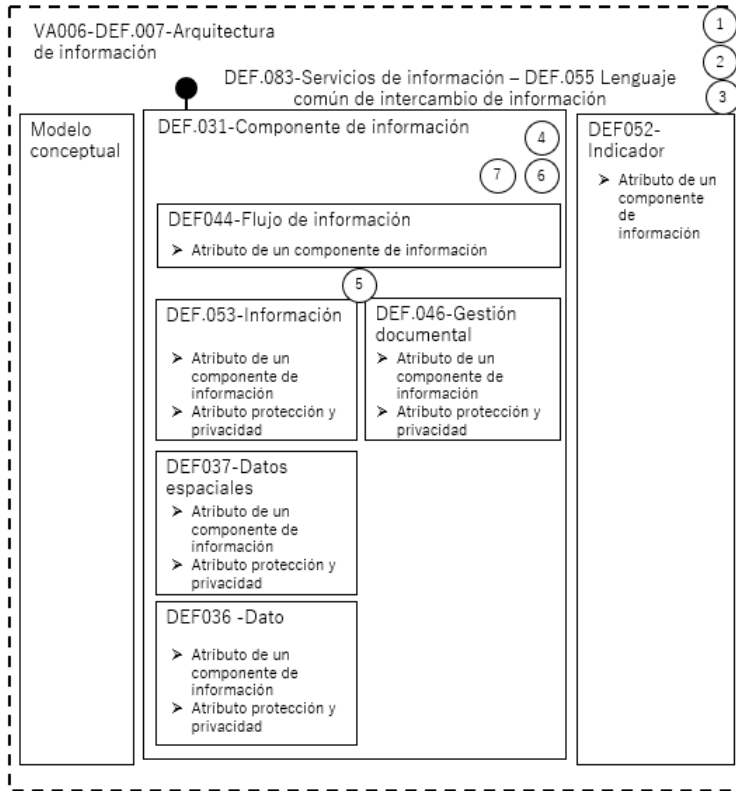 VA006-DEF.007-Arquitectura
de información
1
2
3
DEF.083-Servicios de información – DEF.055 Lenguaje
común de intercambio de información
Modelo
conceptual
DEF.031-Componente de información
4
7
6
DEF044-Flujo de información
➤ Atributo de un componente de información
5
DEF.053-Información
➤ Atributo de un
componente de
información
➤ Atributo protección y
privacidad
DEF.046-Gestión
documental
➤ Atributo de un
componente de
información
➤ Atributo protección y
privacidad
DEF037-Datos
espaciales
➤ Atributo de un
componente de
información
➤ Atributo protección y
privacidad
DEF036 -Dato
➤ Atributo de un
componente de
información
➤ Atributo protección y
privacidad
DEF052-
Indicador
➤ Atributo de un
componente
de
información